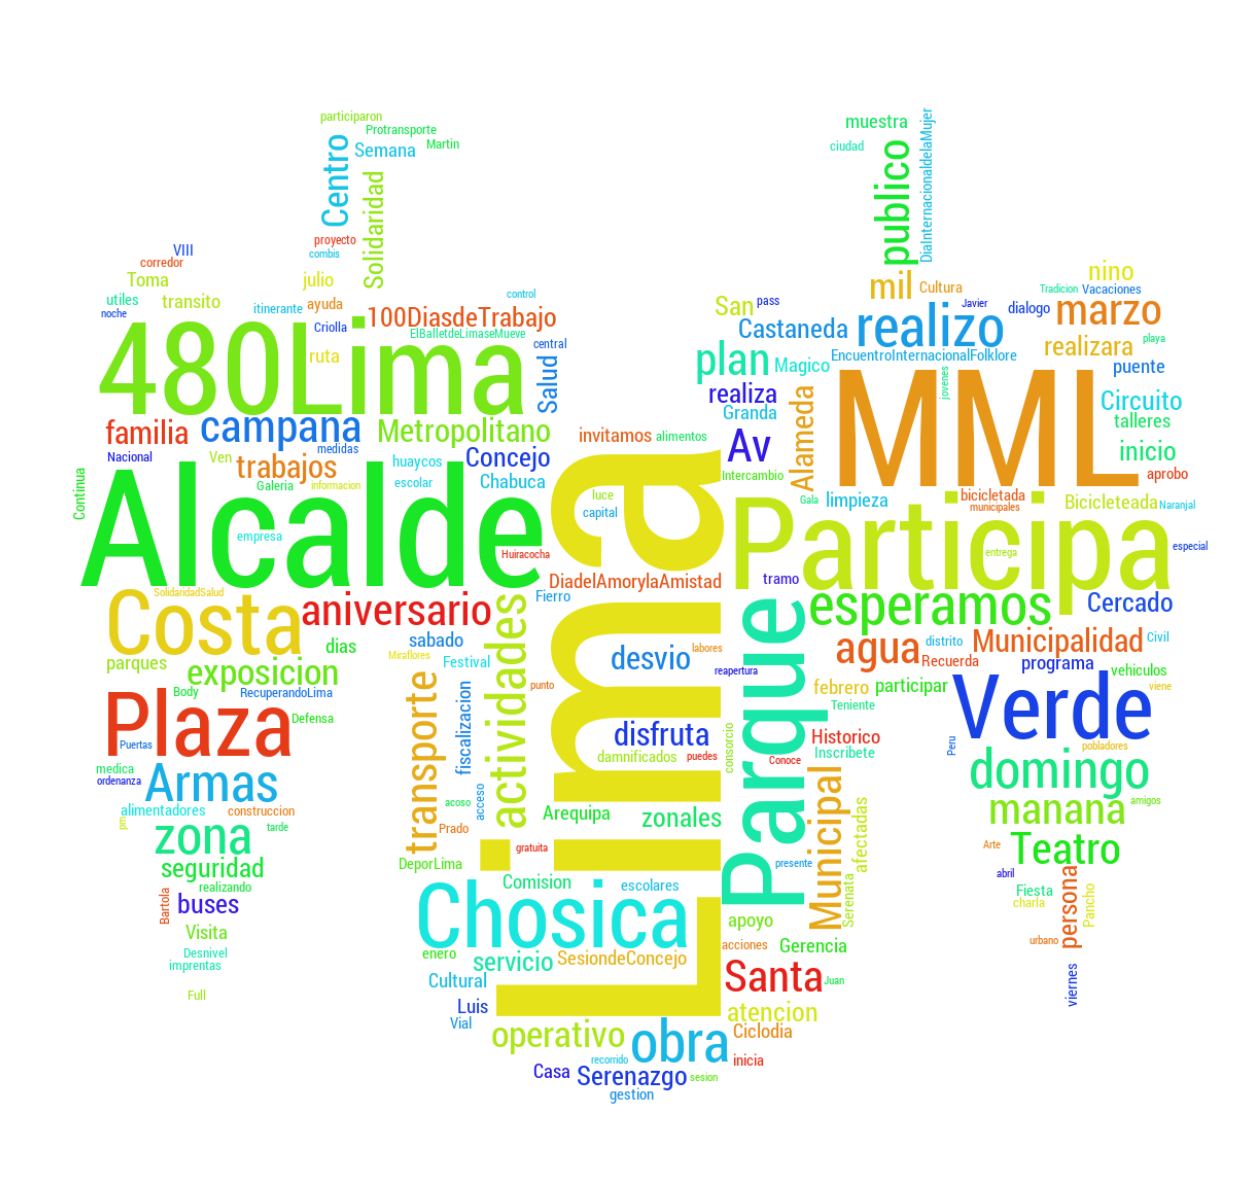 participaron
Protransporte
Martin
Centro
Semana
Solidaridad
proyecto
combis
VIII
corredor
Toma
utiles
transito
noche
julio
itinerante
ayuda
Criolla
control
100DiasdeTrabajo
ElBalletdeLimaseMueve
central
ruta
480Lima
Salud
familia
campana
Metropolitano
medidas
Nacional
Ven
trabajos
huaycos
Concejo
Galeria
informacion
escolar
Chabuca
Continua
Alcalde
empresa
Huiracocha
muestra
ciudad
publico
DiaInternacionaldelaMujer
mil
Cultura
nino
Tradicion
Vacaciones
San
pass
Javier
dialogo
marzo
Castaneda
realizo
realizara
playa
plan
Magico
EncuentroInternacionalFolklore
puente
realiza
Granda
Alameda
MML
jovenes
Circuito
talleres
invitamos
alimentos
Av
inicio
Intercambio
aprobo
luce
capital
Gala
limpieza
bicicletada
municipales
Bicicleteada
Naranjal
Participa
entrega
especial
Lima
DiadelAmorylaAmistad
tramo
Fierro
SolidaridadSalud
Costa
aniversario
actividades
esperamos
Cercado
parques
dias
sabado
Miraflores
Festival
desvio
labores
reapertura
Parque
agua
distrito
Recuerda
Municipalidad
Civil
programa
vehiculos
exposicion
Body
RecuperandoLima
transporte
fiscalizacion
punto
febrero
participar
Teniente
viene
Plaza
Defensa
Puertas
disfruta
damnificados
puedes
consorcio
Conoce
Historico
Inscribete
Verde
Peru
pobladores
medica
ordenanza
Armas
alimentadores
construccion
pm
acoso
acceso
Arequipa
zonales
Prado
Municipal
afectadas
domingo
manana
amigos
zona
tarde
seguridad
realizando
DeporLima
gratuita
presente
Arte
Teatro
Comision
escolares
Serenata
abril
Fiesta
charla
persona
Pancho
Bartola
buses
Visita
Desnivel
imprentas
Full
Chosica
enero
servicio
SesiondeConcejo
apoyo
acciones
Gerencia
urbano
viernes
Cultural
Santa
Juan
Luis
Vial
atencion
operativo
obra
Ciclodia
recorrido
inicia
Casa
Serenazgo
sesion
gestion